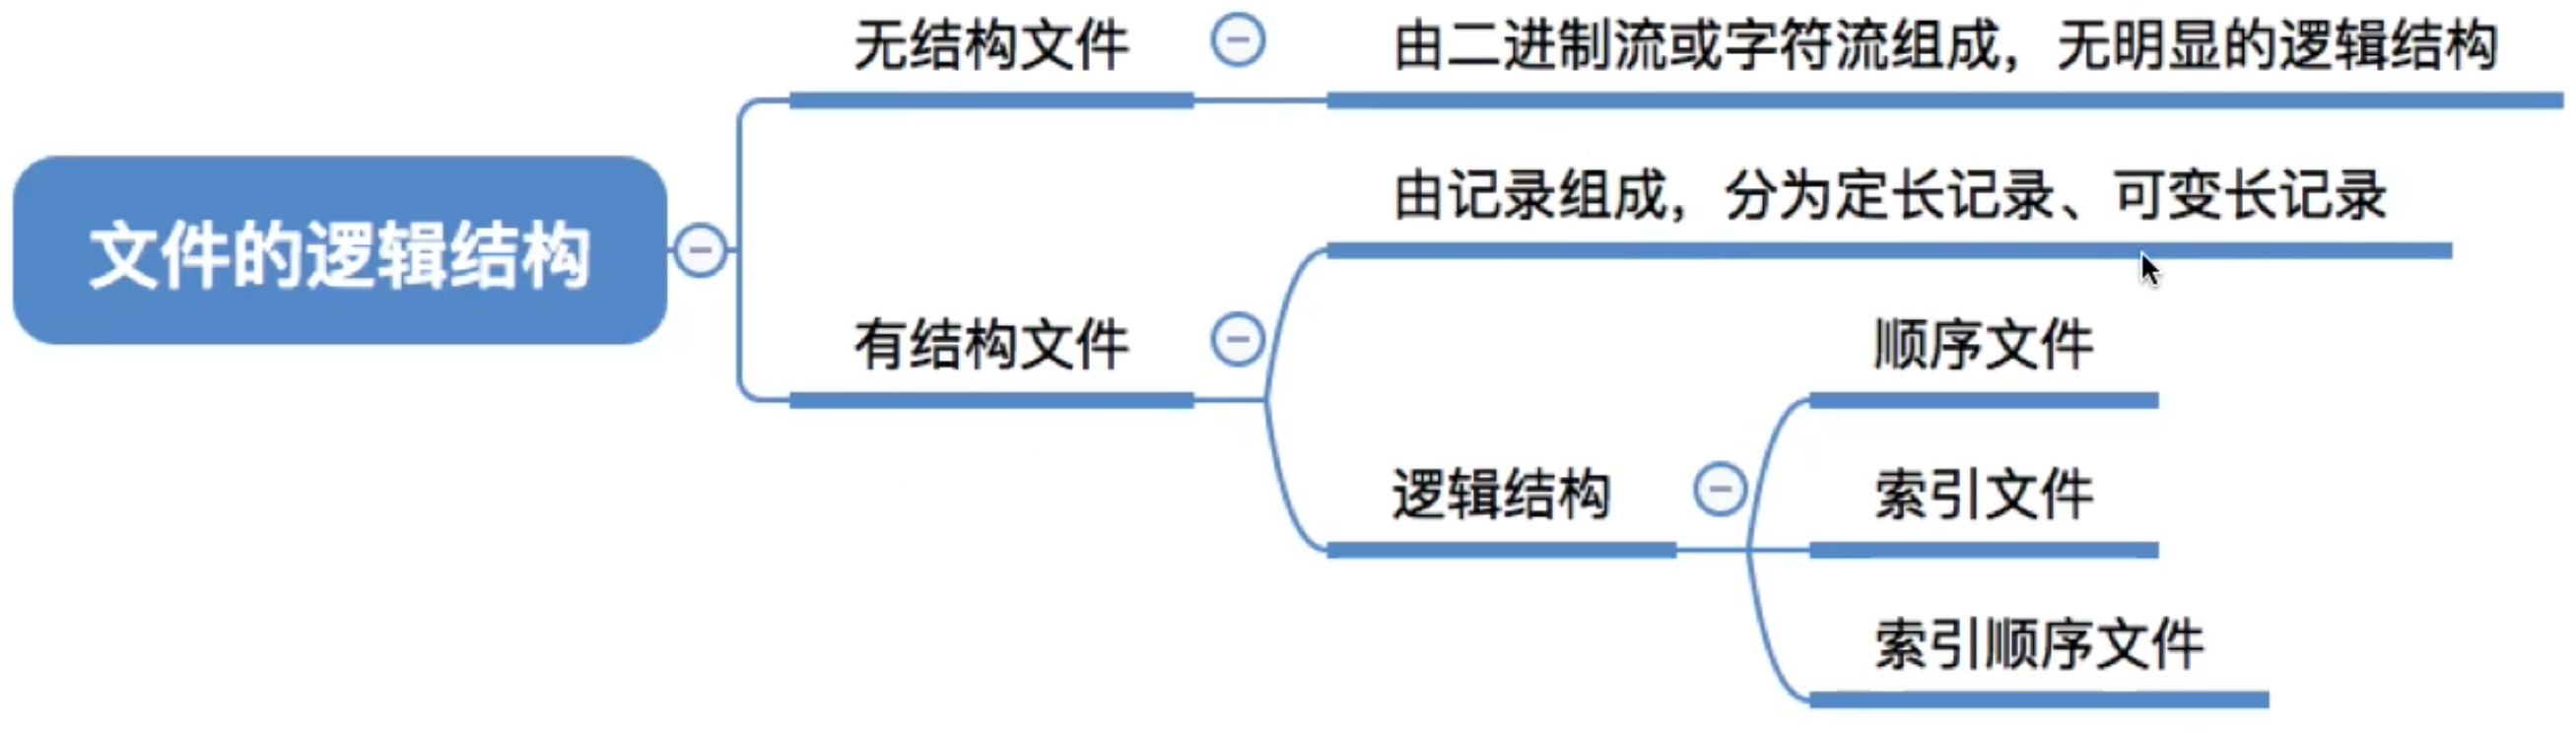 无结构文件
由二进制流或字符流组成，无明显的逻辑结构
文件的逻辑结构
由记录组成，分为定长记录、可变长记录
有结构文件
顺序文件
逻辑结构
索引文件
索引顺序文件